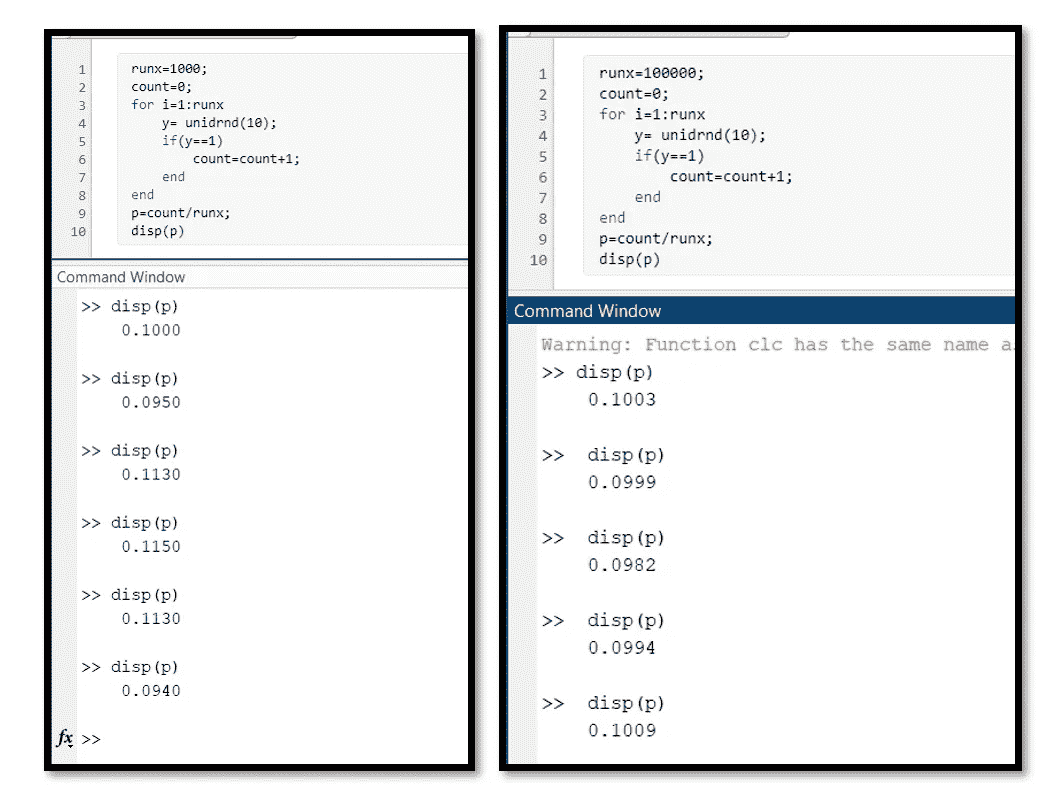 1 runx=1000;
2 count=0;
3 for i=1:runx
4 y= unidrnd(10);
5 if(y==1)
6 count=count+1;
7 end
8 end
9 p=count/runx;
10 disp(p)
Command Window
>> disp(p)
0.1000
>> disp(p)
0.0950
>> disp(p)
0.1130
>> disp(p)
0.1150
>> disp(p)
0.1130
>> disp(p)
0.0940
fx >>
1 runx=100000;
2 count=0;
3 for i=1:runx
4 y= unidrnd(10);
5 if(y==1)
6 count=count+1;
7 end
8 end
9 p=count/runx;
10 disp(p)
Command Window
Warning: Function clc has the same name a
>> disp(p)
0.1003
>> disp(p)
0.0999
>> disp(p)
0.0982
>> disp(p)
0.0994
>> disp(p)
0.1009